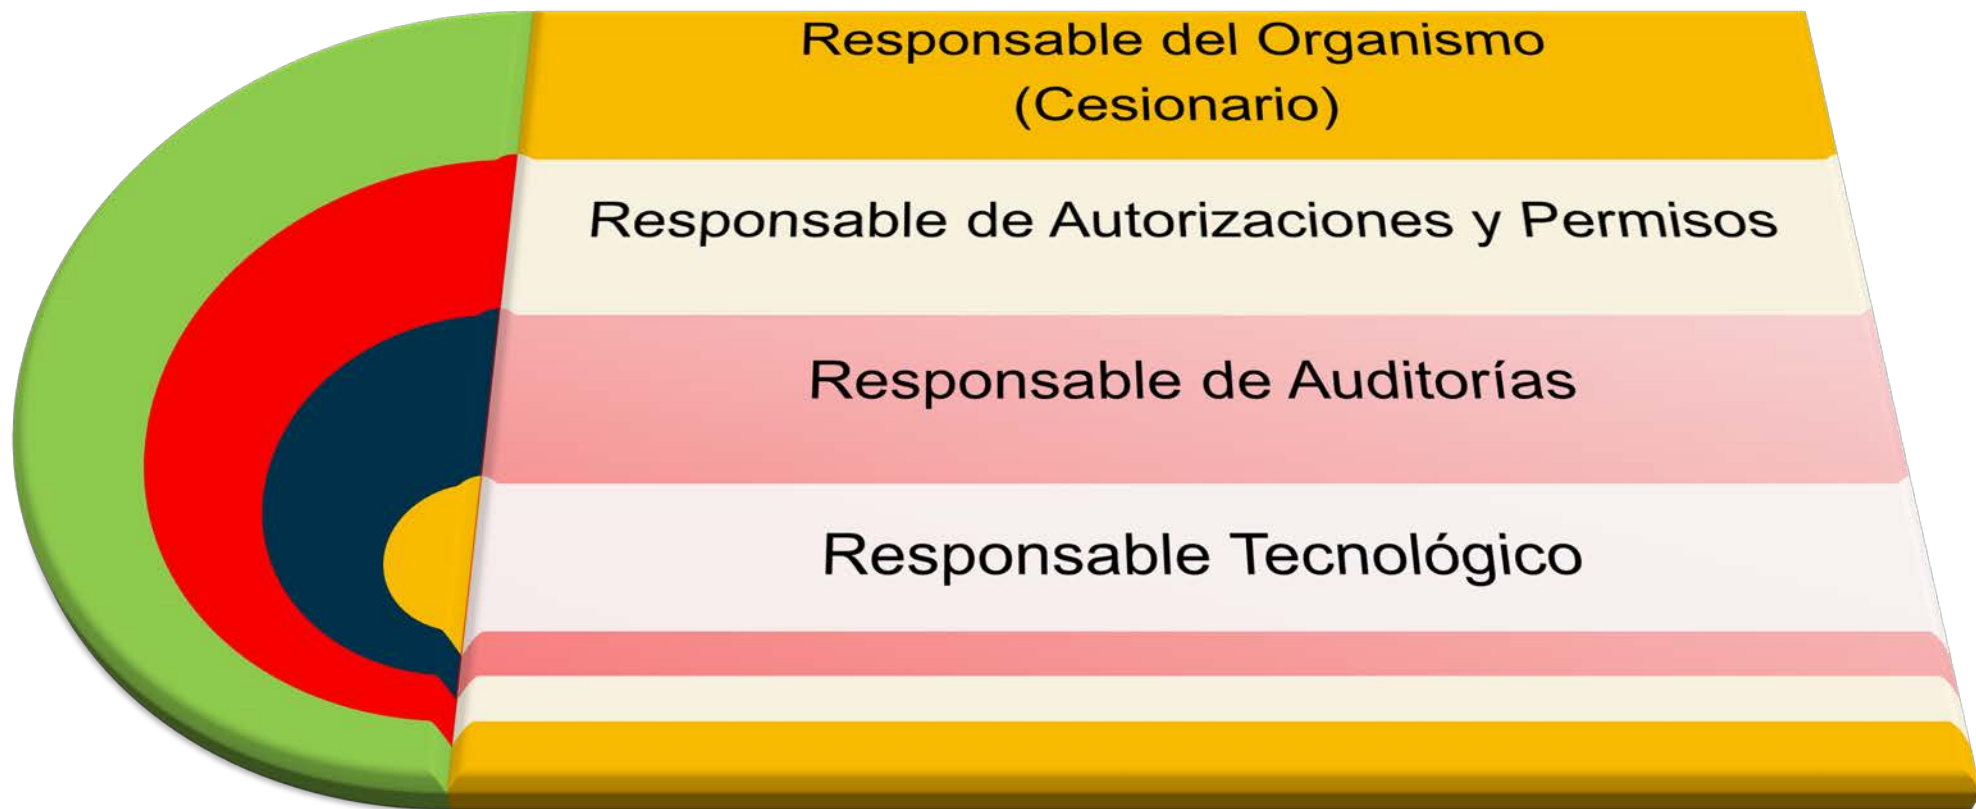 Responsable del Organismo
(Cesionario)
Responsable de Autorizaciones y Permisos
Responsable de Auditorías
Responsable Tecnológico